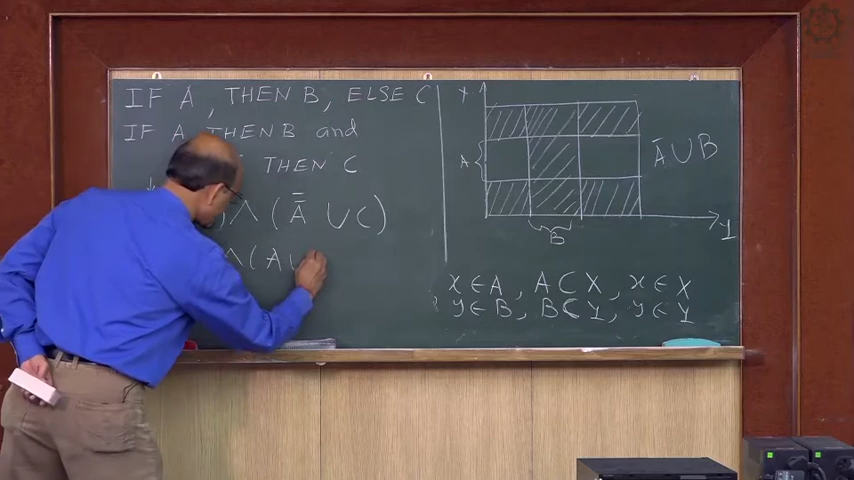 IF A, THEN B, ELSE C
IF A THEN B and
THEN C
) ∧ (A̿ ∪ C)
∧ (A ∪
X
A {
Ā ∪ B
B
y
x ∈ A, A ⊂ X, x ∈ X
y ∈ B, B ⊂ Y, y ∈ Y